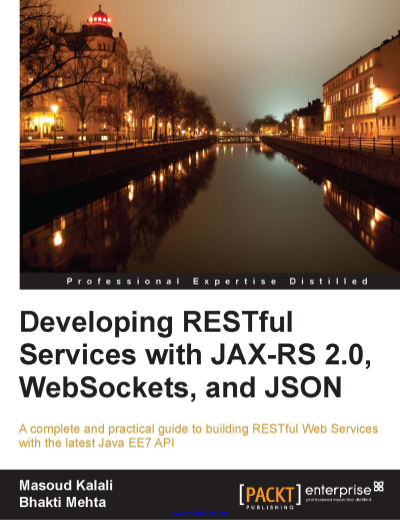 Professional Expertise Distilled
Developing RESTful
Services with JAX-RS 2.0,
WebSockets, and JSON
A complete and practical guide to building RESTful Web Services
with the latest Java EE7 API
Masoud Kalali
Bhakti Mehta
[PACKT] enterprise
PUBLISHING
professional expertise distilled